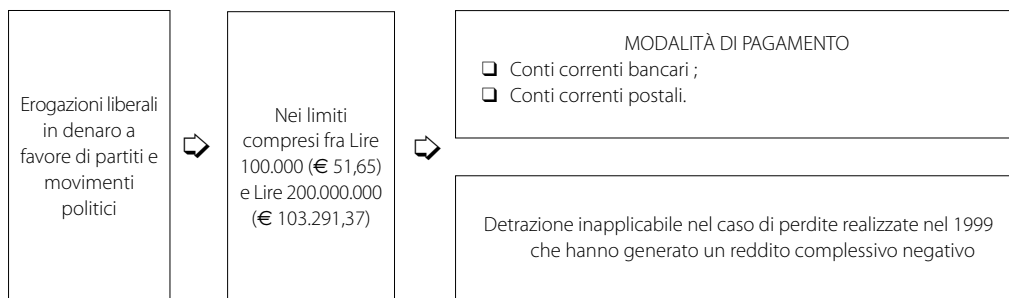 Erogazioni liberali
in denaro a
favore di partiti e
movimenti
politici
Nei limiti
compresi fra Lire
100.000 (€ 51,65)
e Lire 200.000.000
(€ 103.291,37)
MODALITÀ DI PAGAMENTO
❑ Conti correnti bancari ;
❑ Conti correnti postali.
Detrazione inapplicabile nel caso di perdite realizzate nel 1999
che hanno generato un reddito complessivo negativo